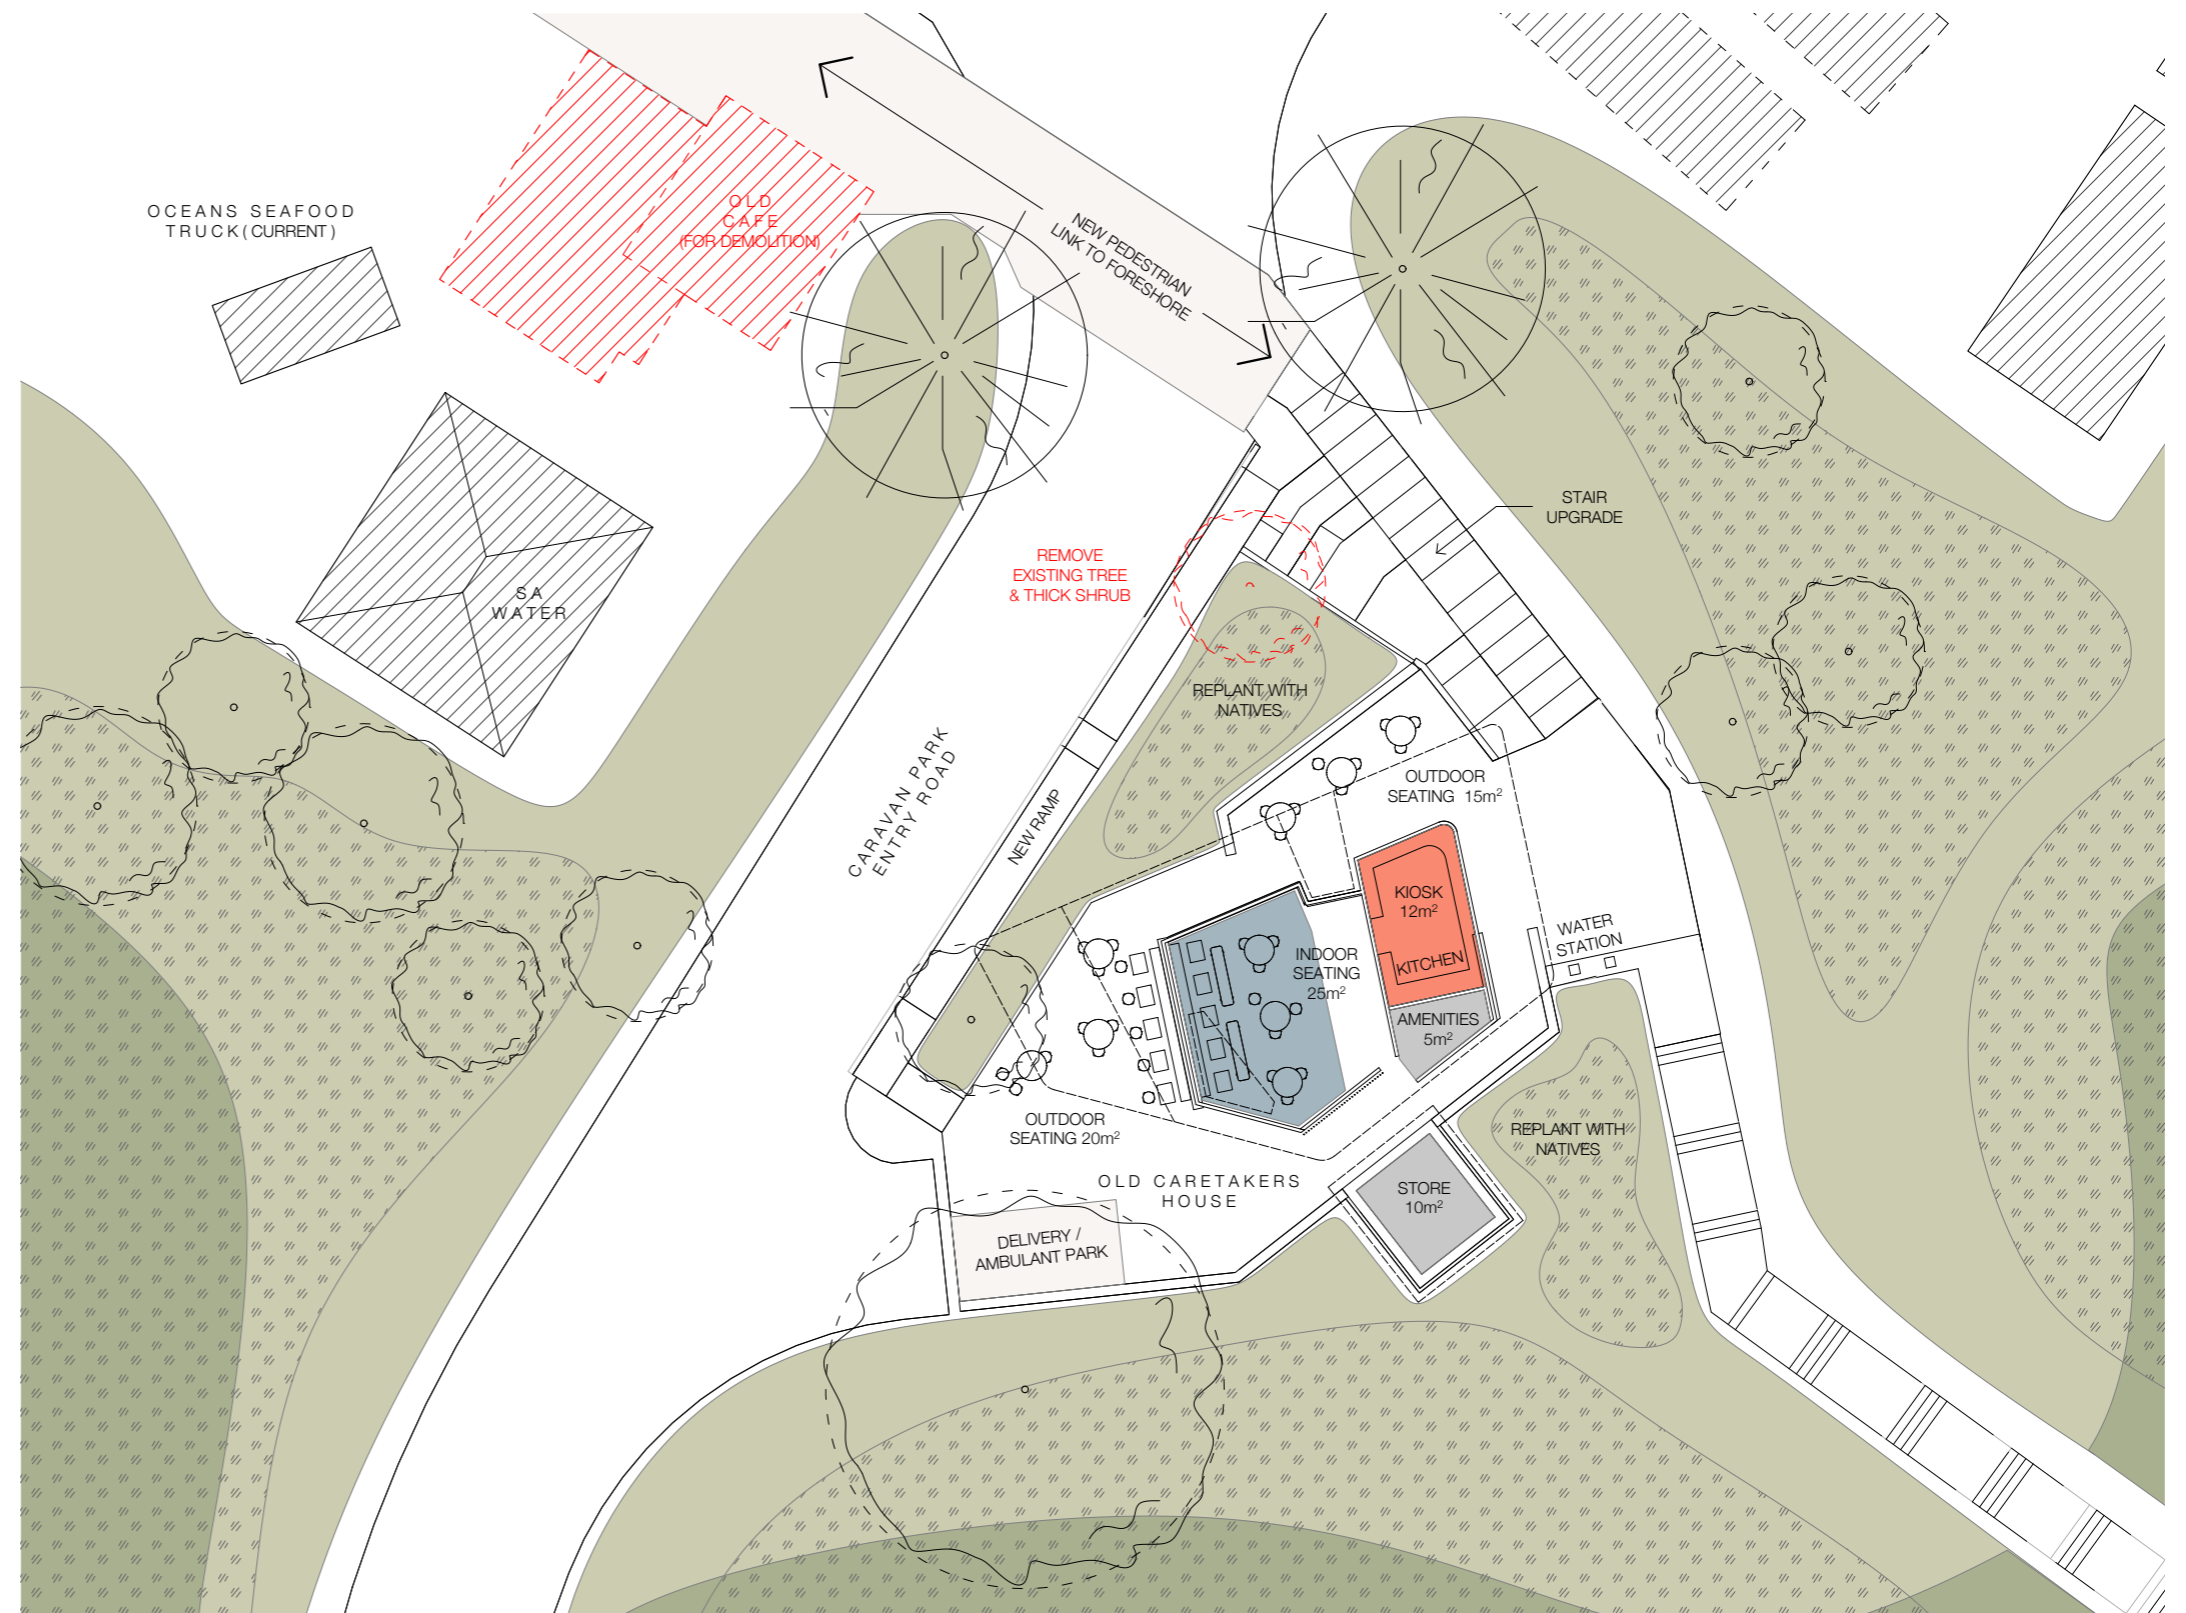 OCEANS SEAFOOD
TRUCK (CURRENT)
OLD
CAFE
(FOR DEMOLITION)
NEW PEDESTRIAN
LINK TO FORESHORE
SA
WATER
REMOVE
EXISTING TREE
& THICK SHRUB
STAIR
UPGRADE
REPLANT WITH
NATIVES
CARAVAN PARK
ENTRY ROAD
NEW RAMP
OUTDOOR
SEATING 15m²
KIOSK
12m²
KITCHEN
WATER
STATION
INDOOR
SEATING
25m²
AMENITIES
5m²
OUTDOOR
SEATING 20m²
REPLANT WITH
NATIVES
OLD CARETAKERS
HOUSE
STORE
10m²
DELIVERY /
AMBULANT PARK